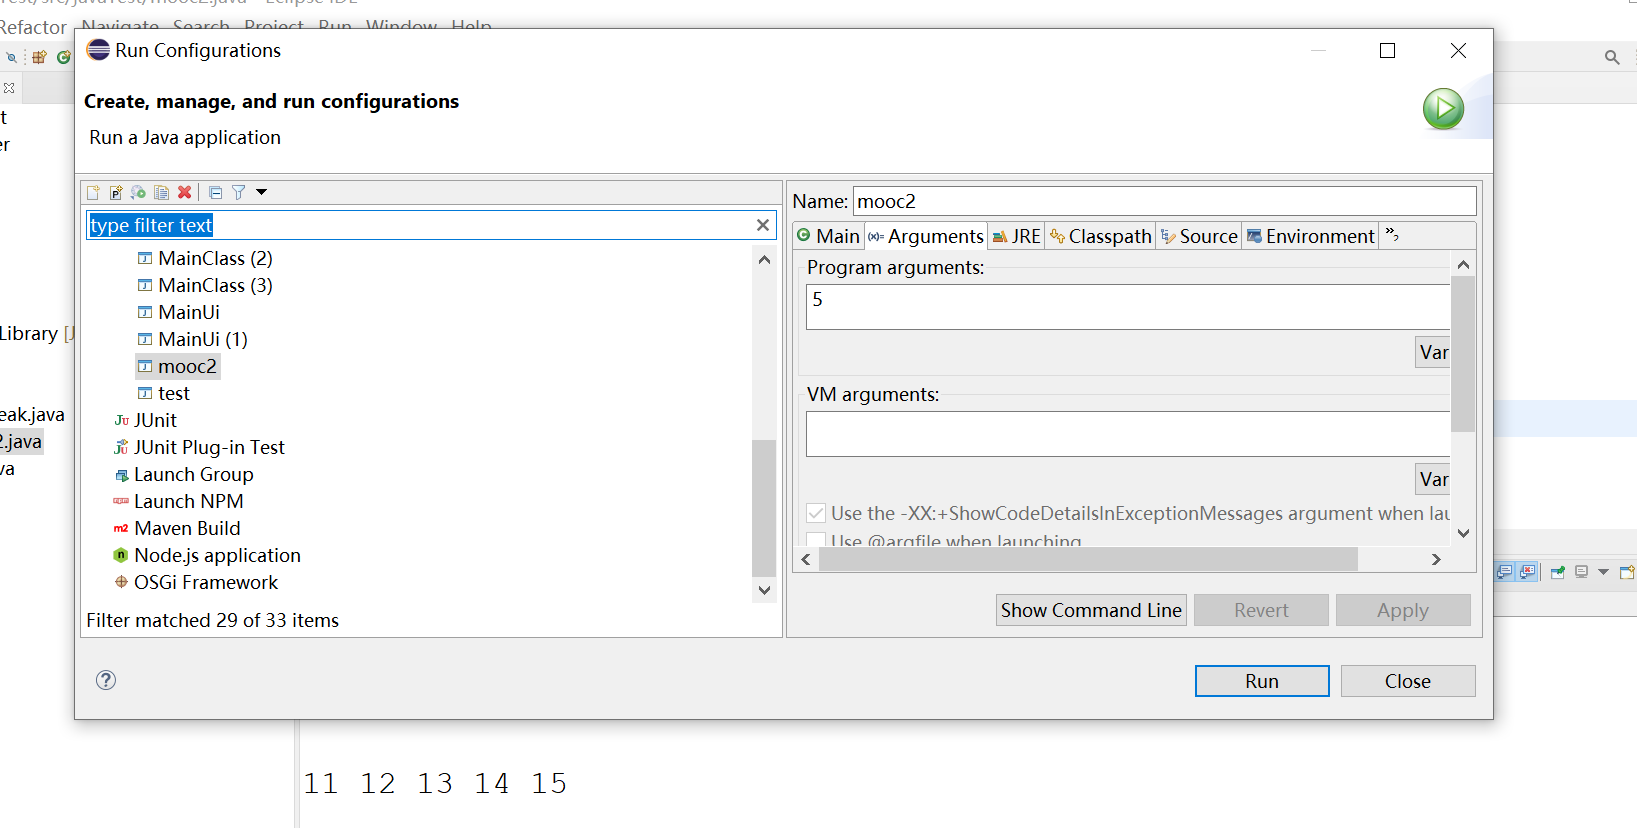 Refactor Navigate Search Project Run Window Help
Run Configurations
Create, manage, and run configurations
Run a Java application
type filter text
MainClass (2)
MainClass (3)
MainUi
MainUi (1)
mooc2
test
JUnit
JUnit Plug-in Test
Launch Group
Launch NPM
Maven Build
Node.js application
OSGi Framework
Filter matched 29 of 33 items
Name: mooc2
Main Arguments JRE Classpath Source Environment
Program arguments:
5
Var
VM arguments:
Var
Use the -XX:+ShowCodeDetailsInExceptionMessages argument when lau
Use @argfile when launching
Show Command Line Revert Apply
Run Close
Library [J
eak.java
2.java
va
11 12 13 14 15